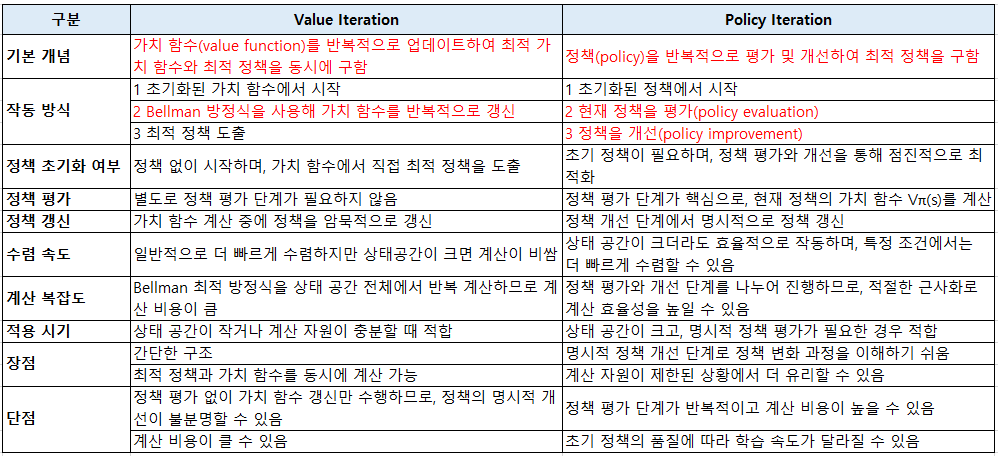 구분 Value Iteration Policy Iteration
기본 개념
가치 함수(value function)를 반복적으로 업데이트하여 최적 가
치 함수와 최적 정책을 동시에 구함
정책(policy)을 반복적으로 평가 및 개선하여 최적 정책을 구함
작동 방식
1 초기화된 가치 함수에서 시작
1 초기화된 정책에서 시작
2 Bellman 방정식을 사용해 가치 함수를 반복적으로 갱신
2 현재 정책을 평가(policy evaluation)
3 최적 정책 도출
3 정책을 개선(policy improvement)
정책 초기화 여부
정책 없이 시작하며, 가치 함수에서 직접 최적 정책을 도출
초기 정책이 필요하며, 정책 평가와 개선을 통해 점진적으로 최
적화
정책 평가
별도로 정책 평가 단계가 필요하지 않음
정책 평가 단계가 핵심으로, 현재 정책의 가치 함수 Vπ(s)를 계산
정책 갱신
가치 함수 계산 중에 정책을 암묵적으로 갱신
정책 개선 단계에서 명시적으로 정책 갱신
수렴 속도
일반적으로 더 빠르게 수렴하지만 상태공간이 크면 계산이 비쌈
상태 공간이 크더라도 효율적으로 작동하며, 특정 조건에서는
더 빠르게 수렴할 수 있음
계산 복잡도
Bellman 최적 방정식을 상태 공간 전체에서 반복 계산하므로 계
산 비용이 큼
정책 평가와 개선 단계를 나누어 진행하므로, 적절한 근사화로
계산 효율성을 높일 수 있음
적용 시기
상태 공간이 작거나 계산 자원이 충분할 때 적합
상태 공간이 크고, 명시적 정책 평가가 필요한 경우 적합
장점
간단한 구조
명시적 정책 개선 단계로 정책 변화 과정을 이해하기 쉬움
최적 정책과 가치 함수를 동시에 계산 가능
계산 자원이 제한된 상황에서 더 유리할 수 있음
단점
정책 평가 없이 가치 함수 갱신만 수행하므로, 정책의 명시적 개
선이 불분명할 수 있음
정책 평가 단계가 반복적이고 계산 비용이 높을 수 있음
계산 비용이 클 수 있음
초기 정책의 품질에 따라 학습 속도가 달라질 수 있음